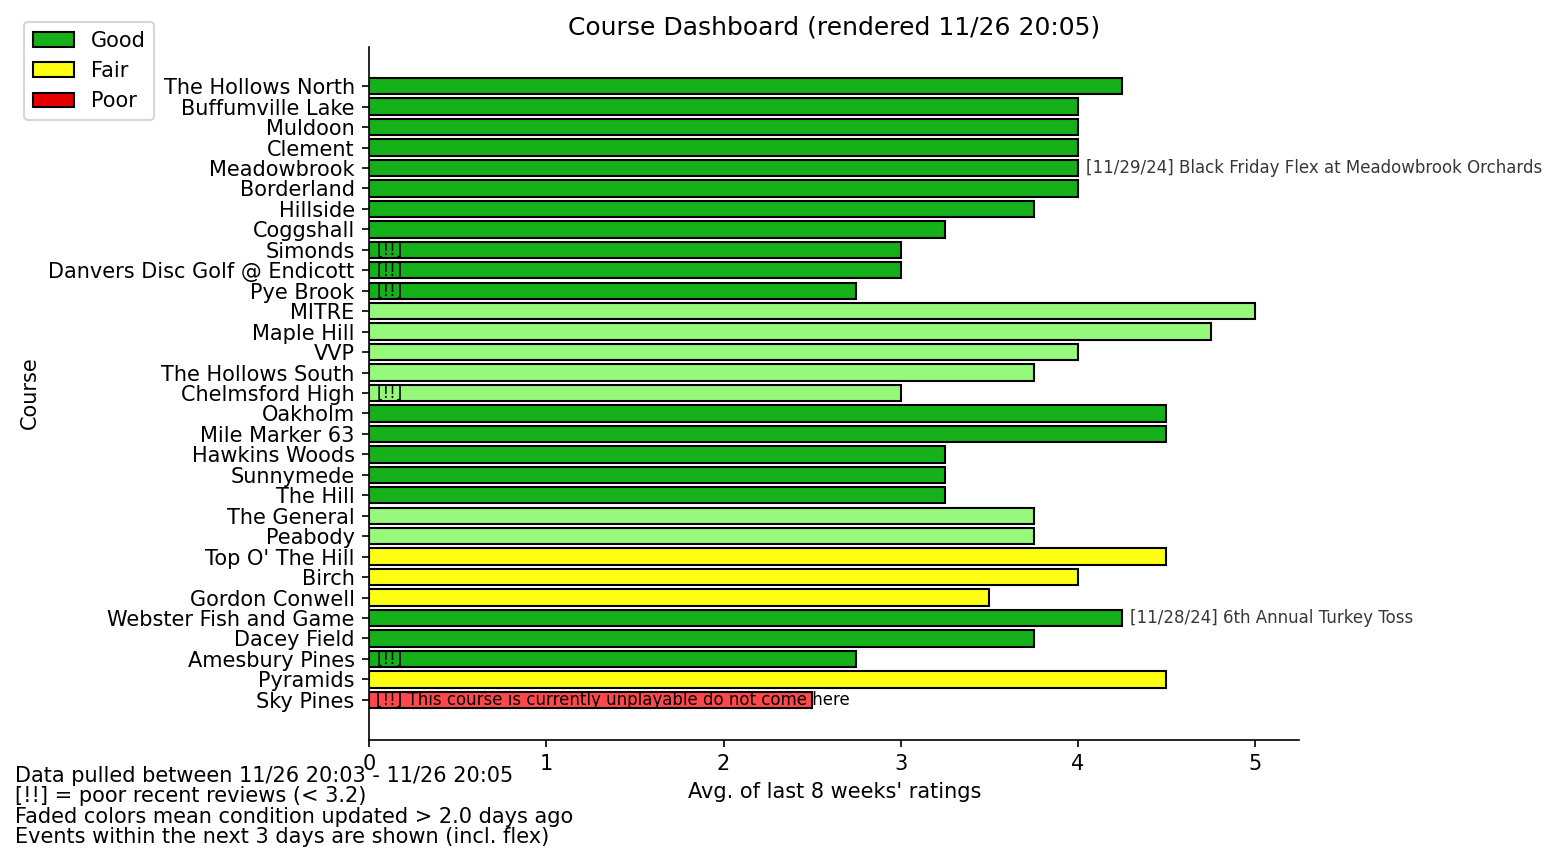 Course Dashboard (rendered 11/26 20:05)
Good
Fair
Poor
The Hollows North
Buffumville Lake
Muldoon
Clement
Meadowbrook [11/29/24] Black Friday Flex at Meadowbrook Orchards
Borderland
Hillside
Coggshall
Simonds [!!]
Danvers Disc Golf @ Endicott [!!]
Pye Brook [!!]
MITRE
Maple Hill
VVP
The Hollows South
Chelmsford High [!!]
Oakholm
Mile Marker 63
Hawkins Woods
Sunnymede
The Hill
The General
Peabody
Top O' The Hill
Birch
Gordon Conwell
Webster Fish and Game [11/28/24] 6th Annual Turkey Toss
Dacey Field
Amesbury Pines [!!]
Pyramids
Sky Pines [!!] This course is currently unplayable do not come here
Course
0 1 2 3 4 5
Avg. of last 8 weeks' ratings
Data pulled between 11/26 20:03 - 11/26 20:05
[!!] = poor recent reviews (< 3.2)
Faded colors mean condition updated > 2.0 days ago
Events within the next 3 days are shown (incl. flex)